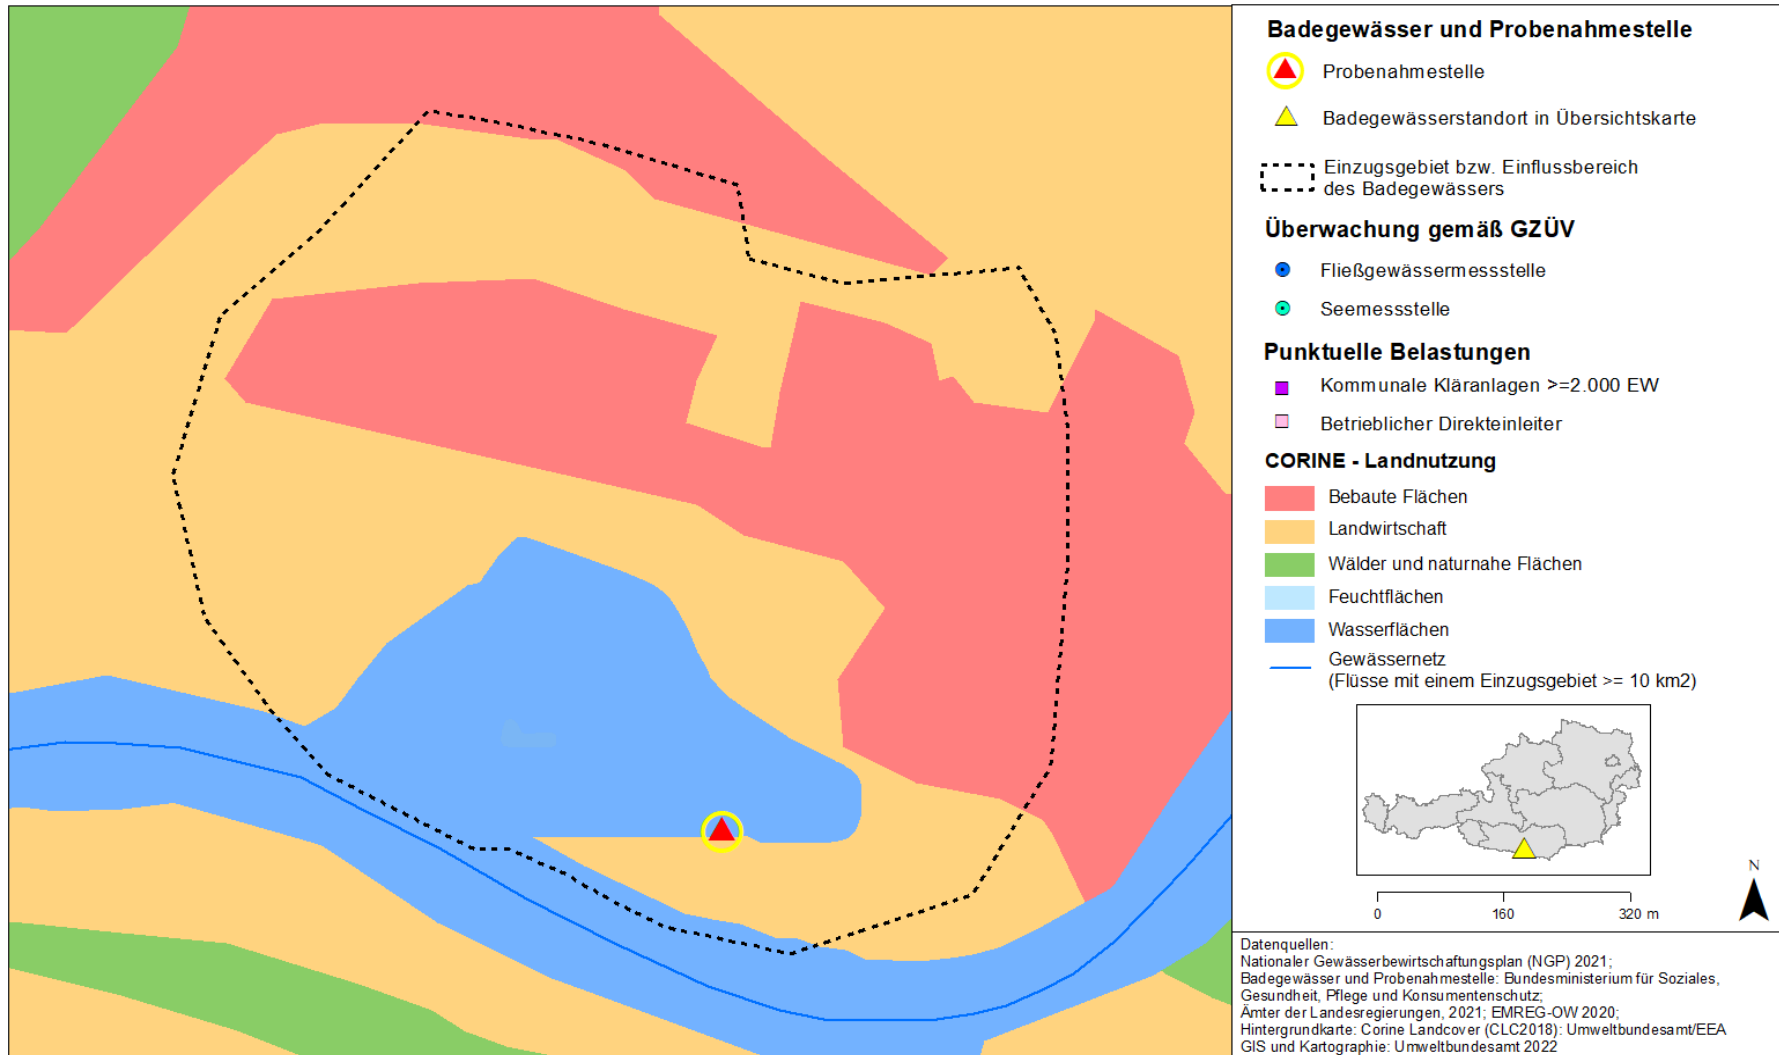 Badegewässer und Probenahmestelle
Probenahmestelle
Badegewässerstandort in Übersichtskarte
Einzugsgebiet bzw. Einflussbereich
des Badegewässers
Überwachung gemäß GZÜV
Fließgewässermessstelle
Seemessstelle
Punktuelle Belastungen
Kommunale Kläranlagen >=2.000 EW
Betrieblicher Direkteinleiter
CORINE - Landnutzung
Bebaute Flächen
Landwirtschaft
Wälder und naturnahe Flächen
Feuchtflächen
Wasserflächen
Gewässernetz
(Flüsse mit einem Einzugsgebiet >= 10 km2)
N
0 160 320 m
Datenquellen:
Nationaler Gewässerbewirtschaftungsplan (NGP) 2021;
Badegewässer und Probenahmestelle: Bundesministerium für Soziales,
Gesundheit, Pflege und Konsumentenschutz;
Ämter der Landesregierungen, 2021; EMREG-OW 2020;
Hintergrundkarte: Corine Landcover (CLC2018): Umweltbundesamt/EEA
GIS und Kartographie: Umweltbundesamt 2022